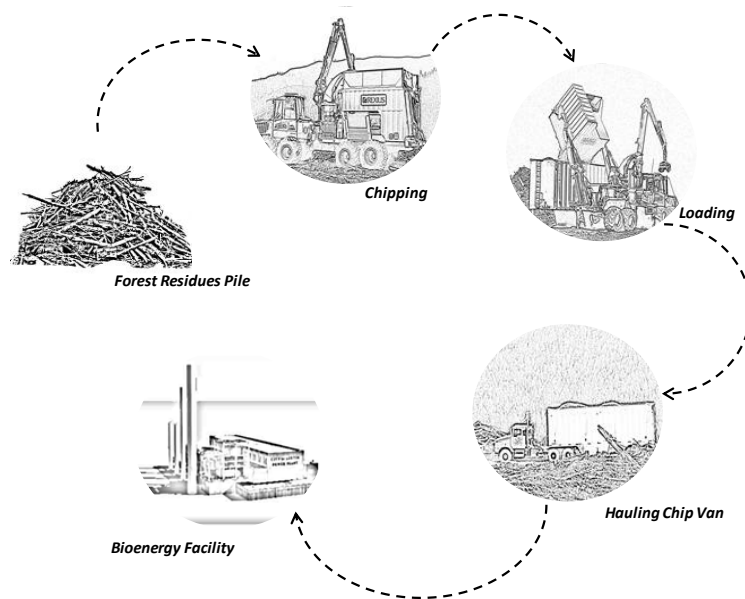 Chipping
Loading
Forest Residues Pile
Hauling Chip Van
Bioenergy Facility